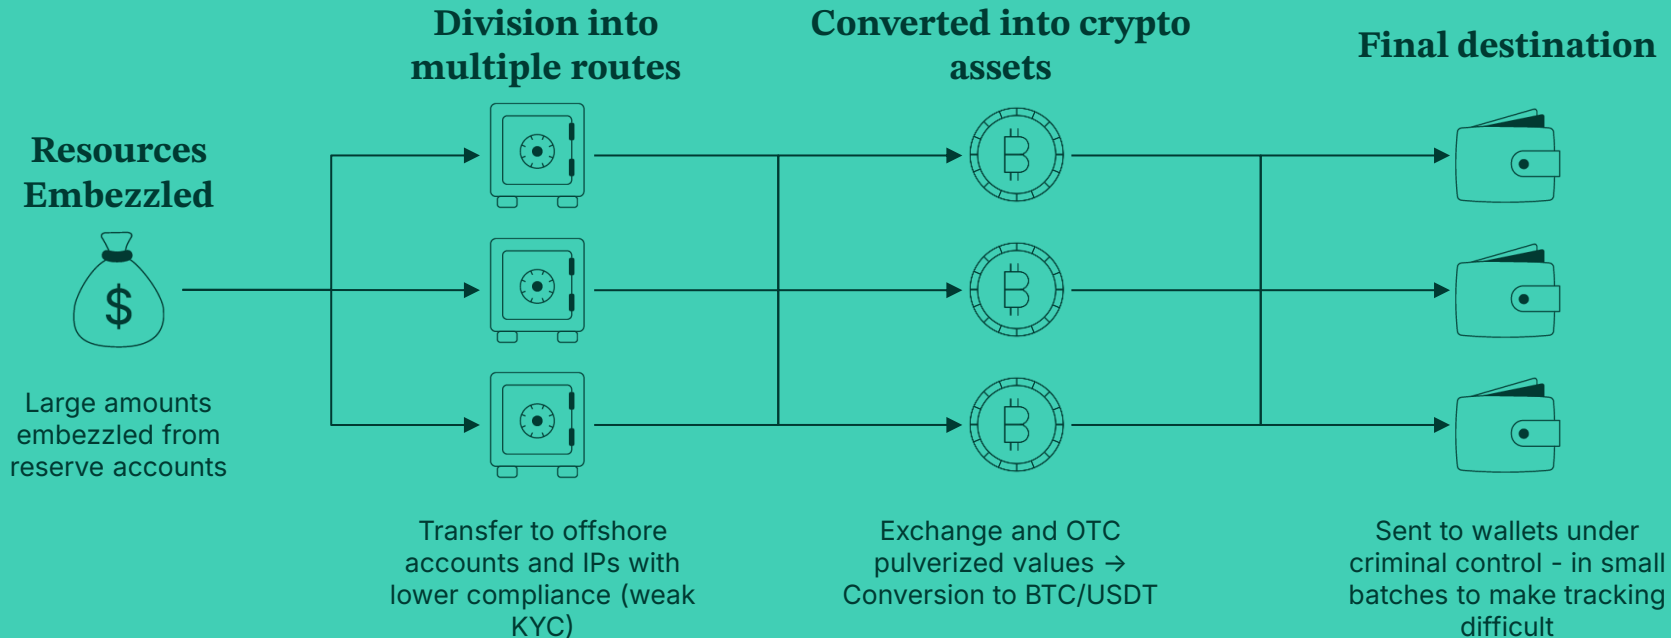 Resources
Embezzled
$
Large amounts
embezzled from
reserve accounts
Division into
multiple routes
Transfer to offshore
accounts and IPs with
lower compliance (weak
KYC)
Converted into crypto
assets
Exchange and OTC
pulverized values →
Conversion to BTC/USDT
Final destination
Sent to wallets under
criminal control - in small
batches to make tracking
difficult